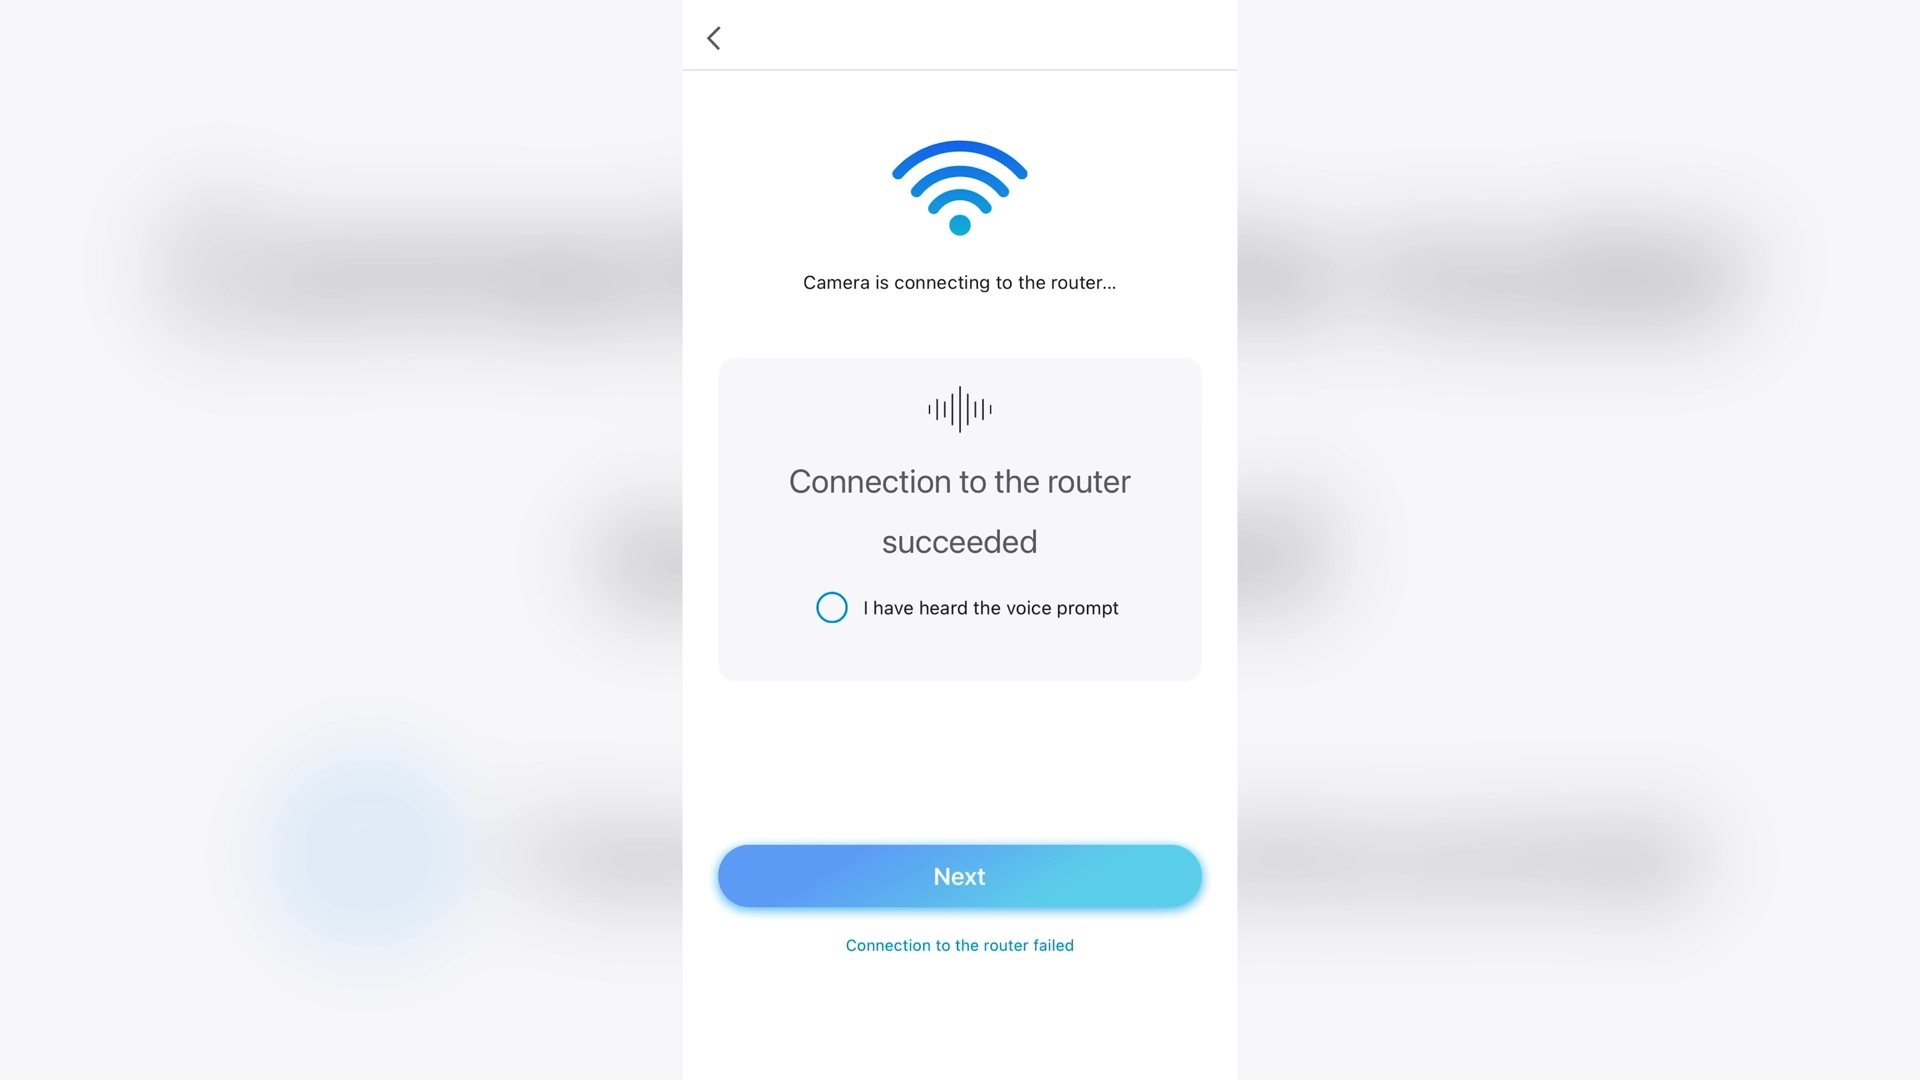 Camera is connecting to the router...
Connection to the router
succeeded
I have heard the voice prompt
Next
Connection to the router failed